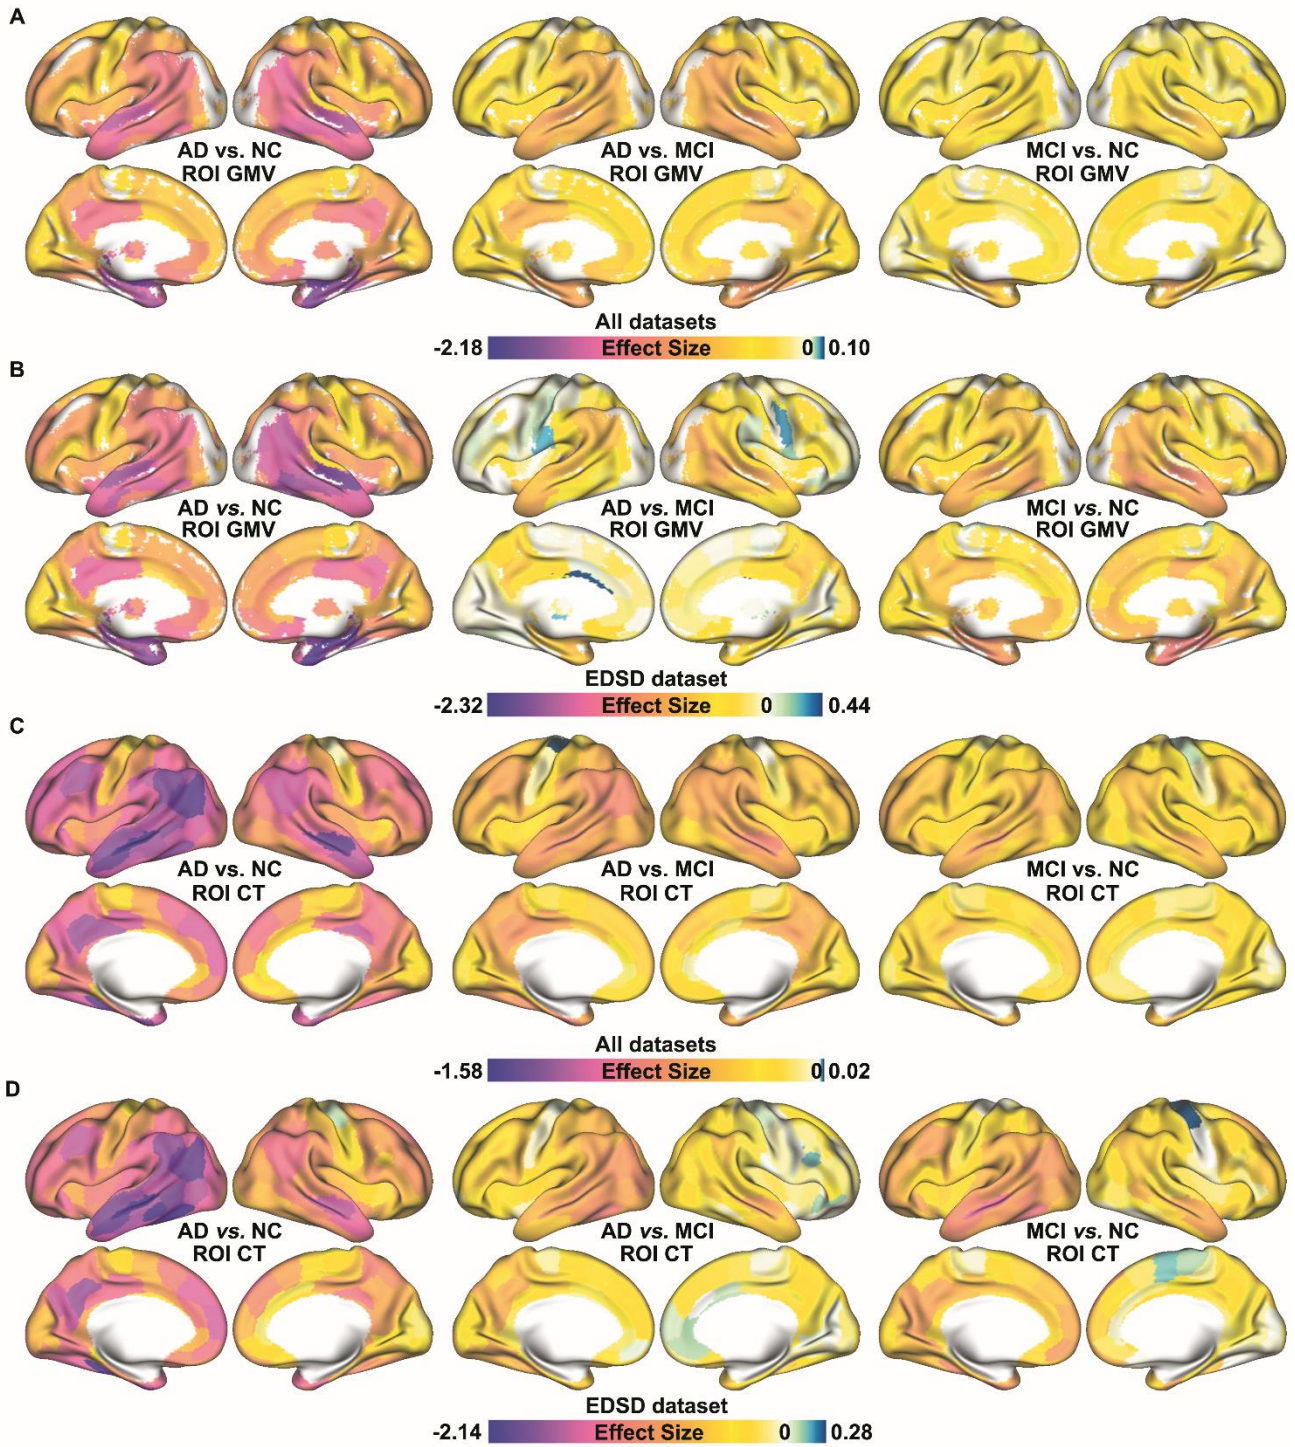 A
AD vs. NC
ROI GMV
AD vs. MCI
ROI GMV
MCI vs. NC
ROI GMV
All datasets
-2.18 Effect Size 0 0.10
B
AD vs. NC
ROI GMV
AD vs. MCI
ROI GMV
MCI vs. NC
ROI GMV
EDSD dataset
-2.32 Effect Size 0 0.44
C
AD vs. NC
ROI CT
AD vs. MCI
ROI CT
MCI vs. NC
ROI CT
All datasets
-1.58 Effect Size 0 0.02
D
AD vs. NC
ROI CT
AD vs. MCI
ROI CT
MCI vs. NC
ROI CT
EDSD dataset
-2.14 Effect Size 0 0.28